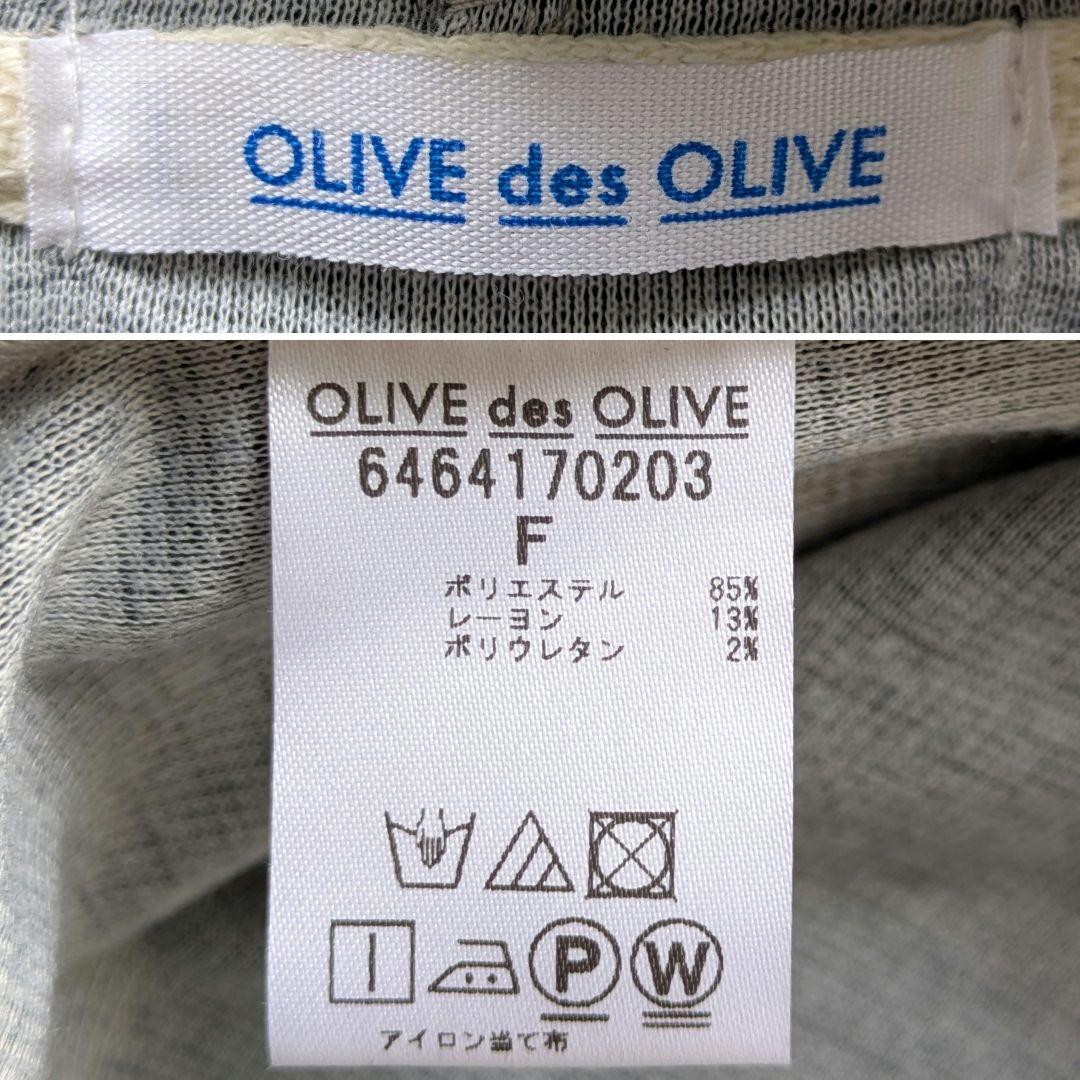 OLIVE des OLIVE
OLIVE des OLIVE
6464170203
F
ポリエステル 85%
レーヨン 13%
ポリウレタン 2%
P W
アイロン当て布